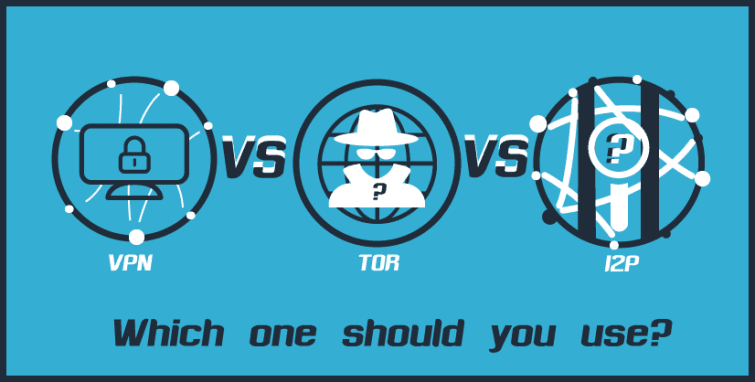 VS
VS
?
?
VPN
TOR
I2P
Which one should you use?